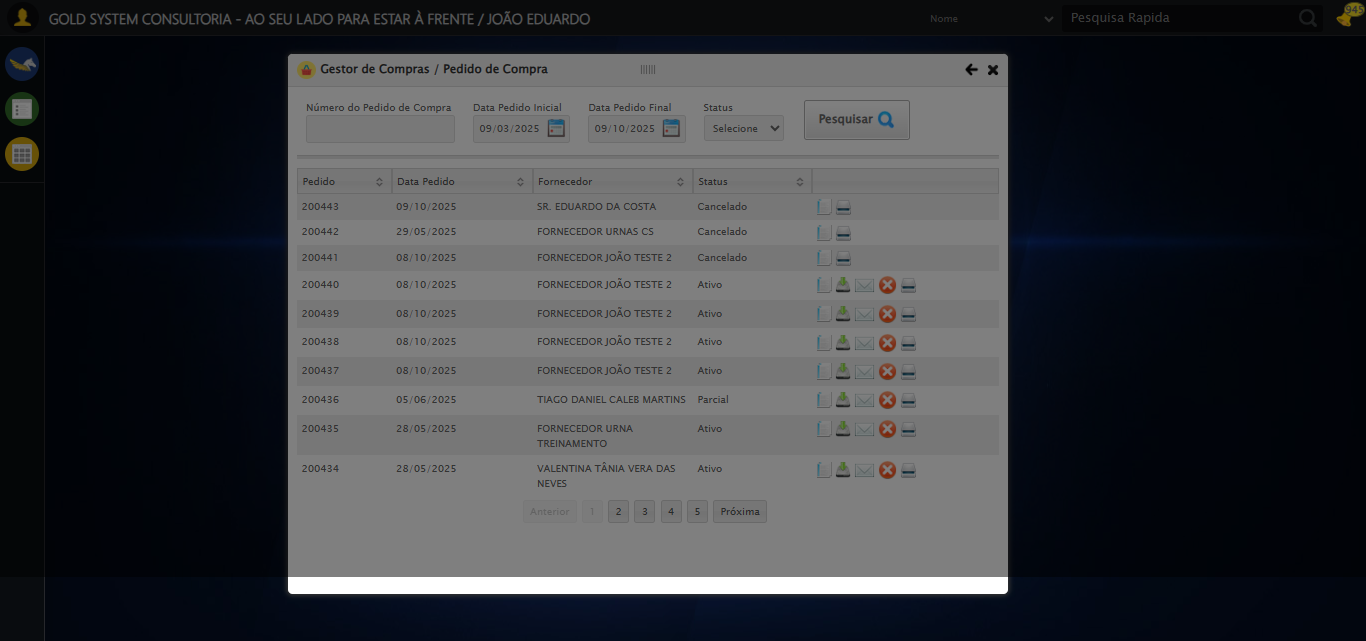 GOLD SYSTEM CONSULTORIA - AO SEU LADO PARA ESTAR À FRENTE / JOÃO EDUARDO
Nome
Pesquisa Rapida
945
Gestor de Compras / Pedido de Compra
Número do Pedido de Compra
Data Pedido Inicial
Data Pedido Final
Status
09/03/2025
09/10/2025
Selecione
Pesquisar
Pedido Data Pedido Fornecedor Status
200443 09/10/2025 SR. EDUARDO DA COSTA Cancelado
200442 29/05/2025 FORNECEDOR URNAS CS Cancelado
200441 08/10/2025 FORNECEDOR JOÃO TESTE 2 Cancelado
200440 08/10/2025 FORNECEDOR JOÃO TESTE 2 Ativo
200439 08/10/2025 FORNECEDOR JOÃO TESTE 2 Ativo
200438 08/10/2025 FORNECEDOR JOÃO TESTE 2 Ativo
200437 08/10/2025 FORNECEDOR JOÃO TESTE 2 Ativo
200436 05/06/2025 TIAGO DANIEL CALEB MARTINS Parcial
200435 28/05/2025 FORNECEDOR URNA Ativo
TREINAMENTO
200434 28/05/2025 VALENTINA TÂNIA VERA DAS Ativo
NEVES
Anterior 1 2 3 4 5 Próxima